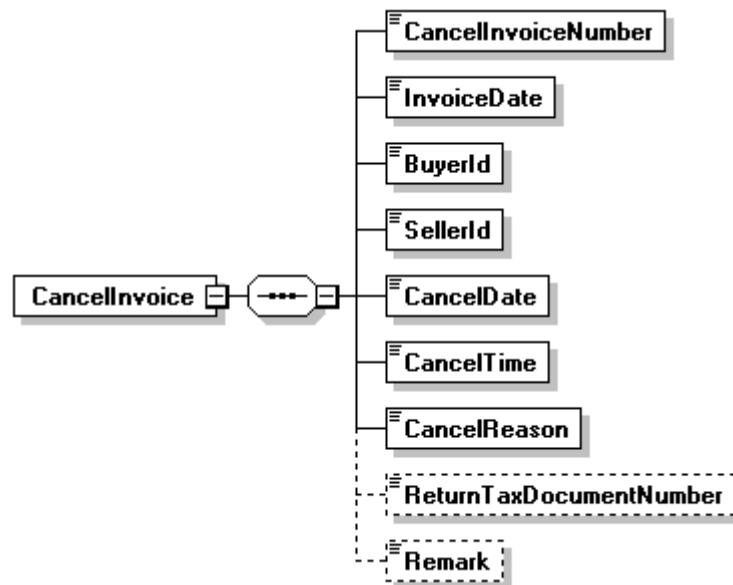 CancelInvoiceNumber
InvoiceDate
BuyerId
SellerId
CancelInvoice
CancelDate
CancelTime
CancelReason
ReturnTaxDocumentNumber
Remark